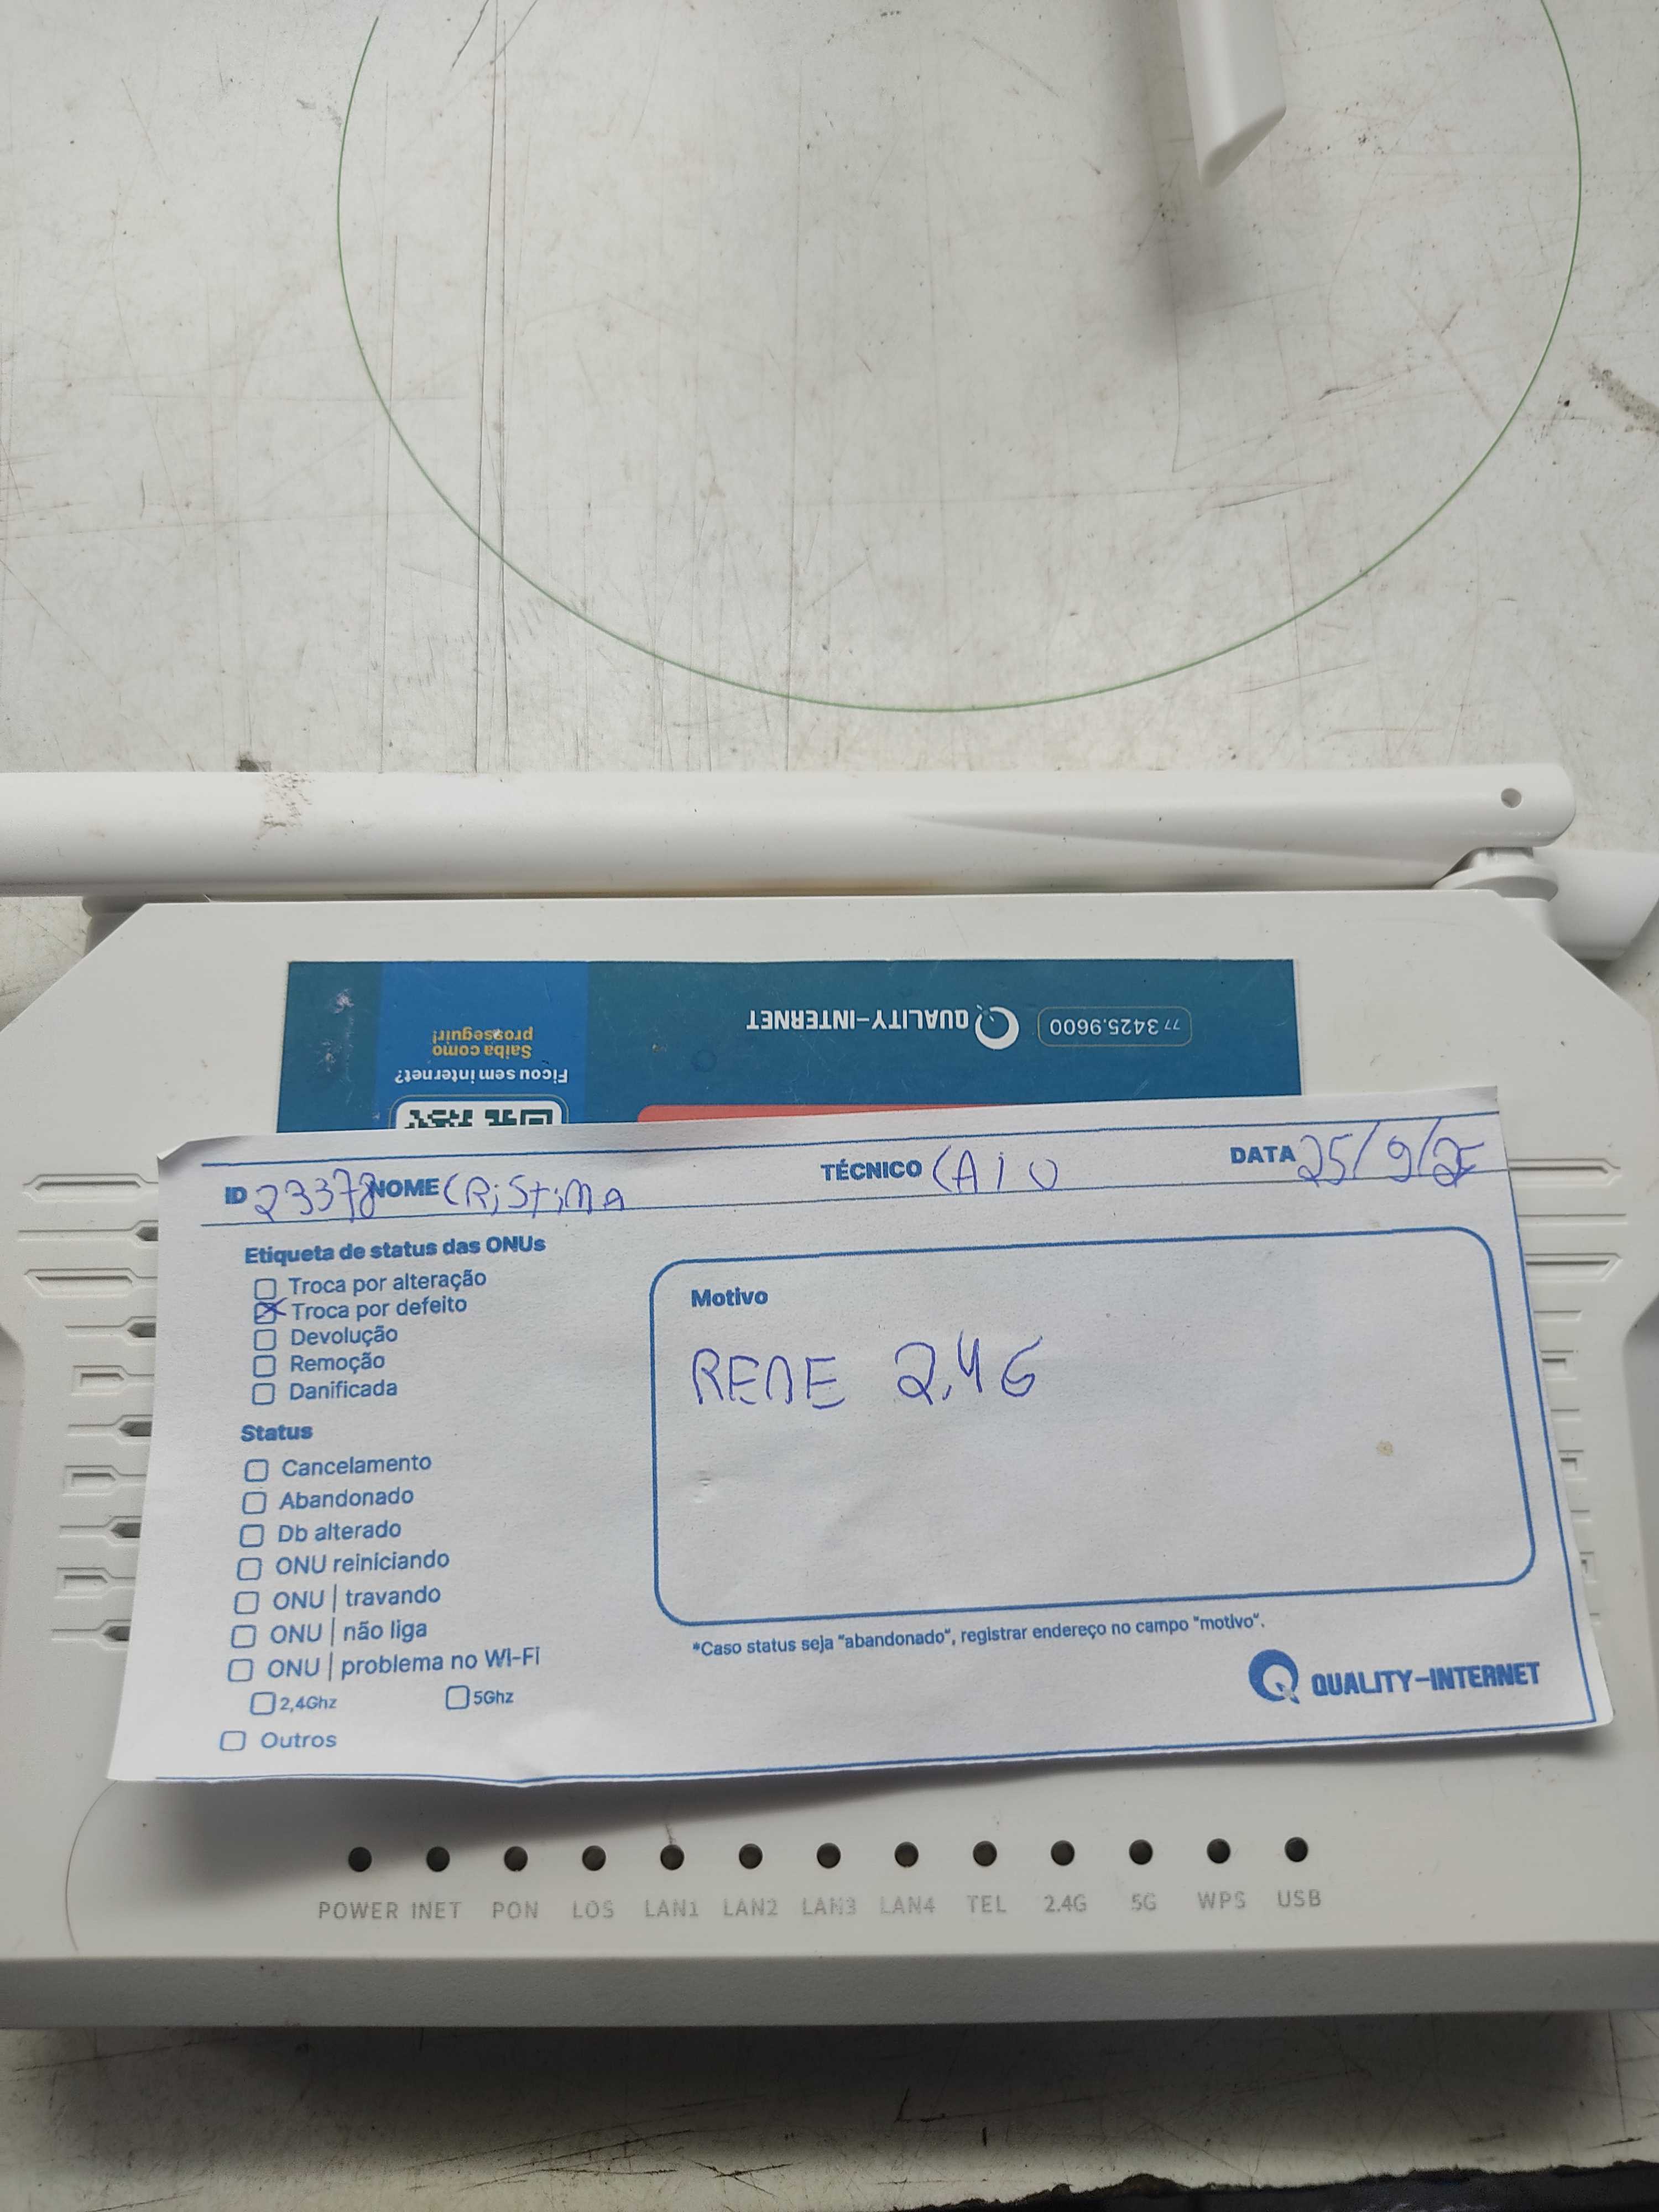 77 3425.9600
QUALITY-INTERNET
Ficou sem internet?
Saiba como
prosseguir!
ID 23378 NOME CRiStiNA TÉCNICO CAIO DATA 25/9/25
Etiqueta de status das ONUs
Troca por alteração
Troca por defeito
Devolução
Remoção
Danificada
Status
Cancelamento
Abandonado
Db alterado
ONU reiniciando
ONU | travando
ONU | não liga
ONU | problema no WI-FI
2,4Ghz 5Ghz
Outros
Motivo
REDE 2,4G
*Caso status seja "abandonado", registrar endereço no campo "motivo".
QUALITY-INTERNET
POWER INET PON LOS LAN1 LAN2 LAN3 LAN4 TEL 2.4G 5G WPS USB